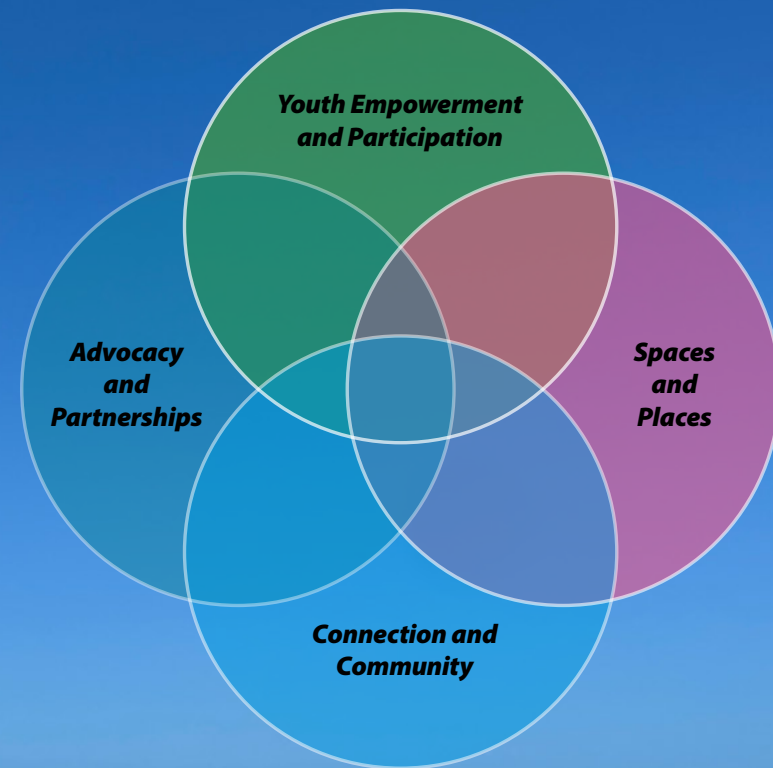 Youth Empowerment
and Participation
Advocacy
and
Partnerships
Spaces
and
Places
Connection and
Community